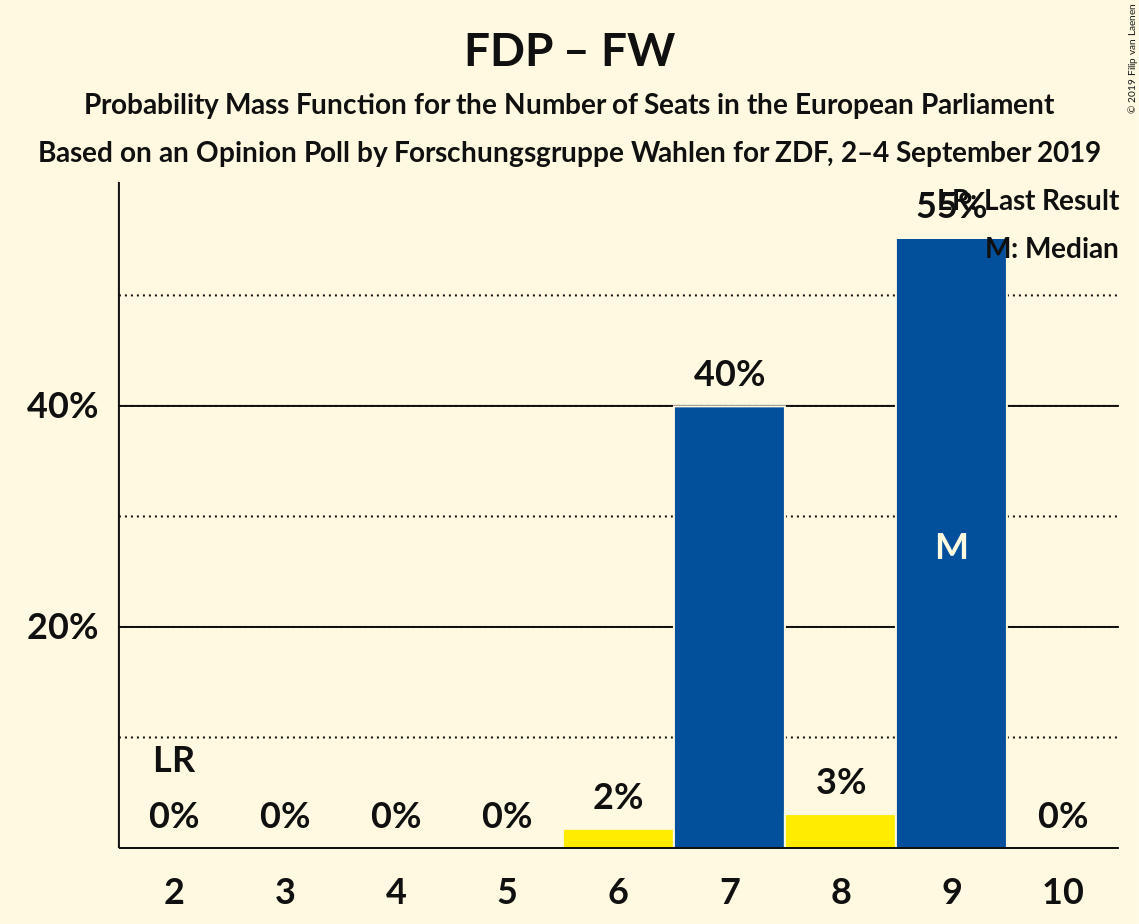 FDP – FW
Probability Mass Function for the Number of Seats in the European Parliament
Based on an Opinion Poll by Forschungsgruppe Wahlen for ZDF, 2–4 September 2019
© 2019 Filip van Laenen
LR: Last Result
M: Median
55%
40%
40%
M
20%
LR
0%
0%
0%
0%
2%
3%
0%
2
3
4
5
6
7
8
9
10